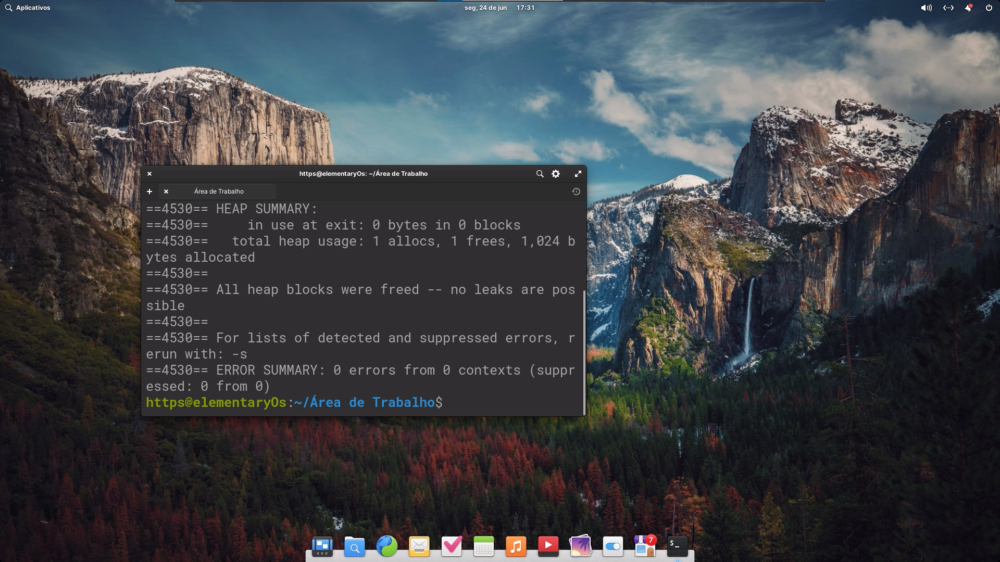 Aplicativos
seg, 24 de jun 17:31
https@elementaryOs: ~/Área de Trabalho
Área de Trabalho
==4530== HEAP SUMMARY:
==4530==     in use at exit: 0 bytes in 0 blocks
==4530==   total heap usage: 1 allocs, 1 frees, 1,024 b
ytes allocated
==4530==
==4530== All heap blocks were freed -- no leaks are pos
sible
==4530==
==4530== For lists of detected and suppressed errors, r
erun with: -s
==4530== ERROR SUMMARY: 0 errors from 0 contexts (suppr
essed: 0 from 0)
https@elementaryOs:~/Área de Trabalho$
7
$_